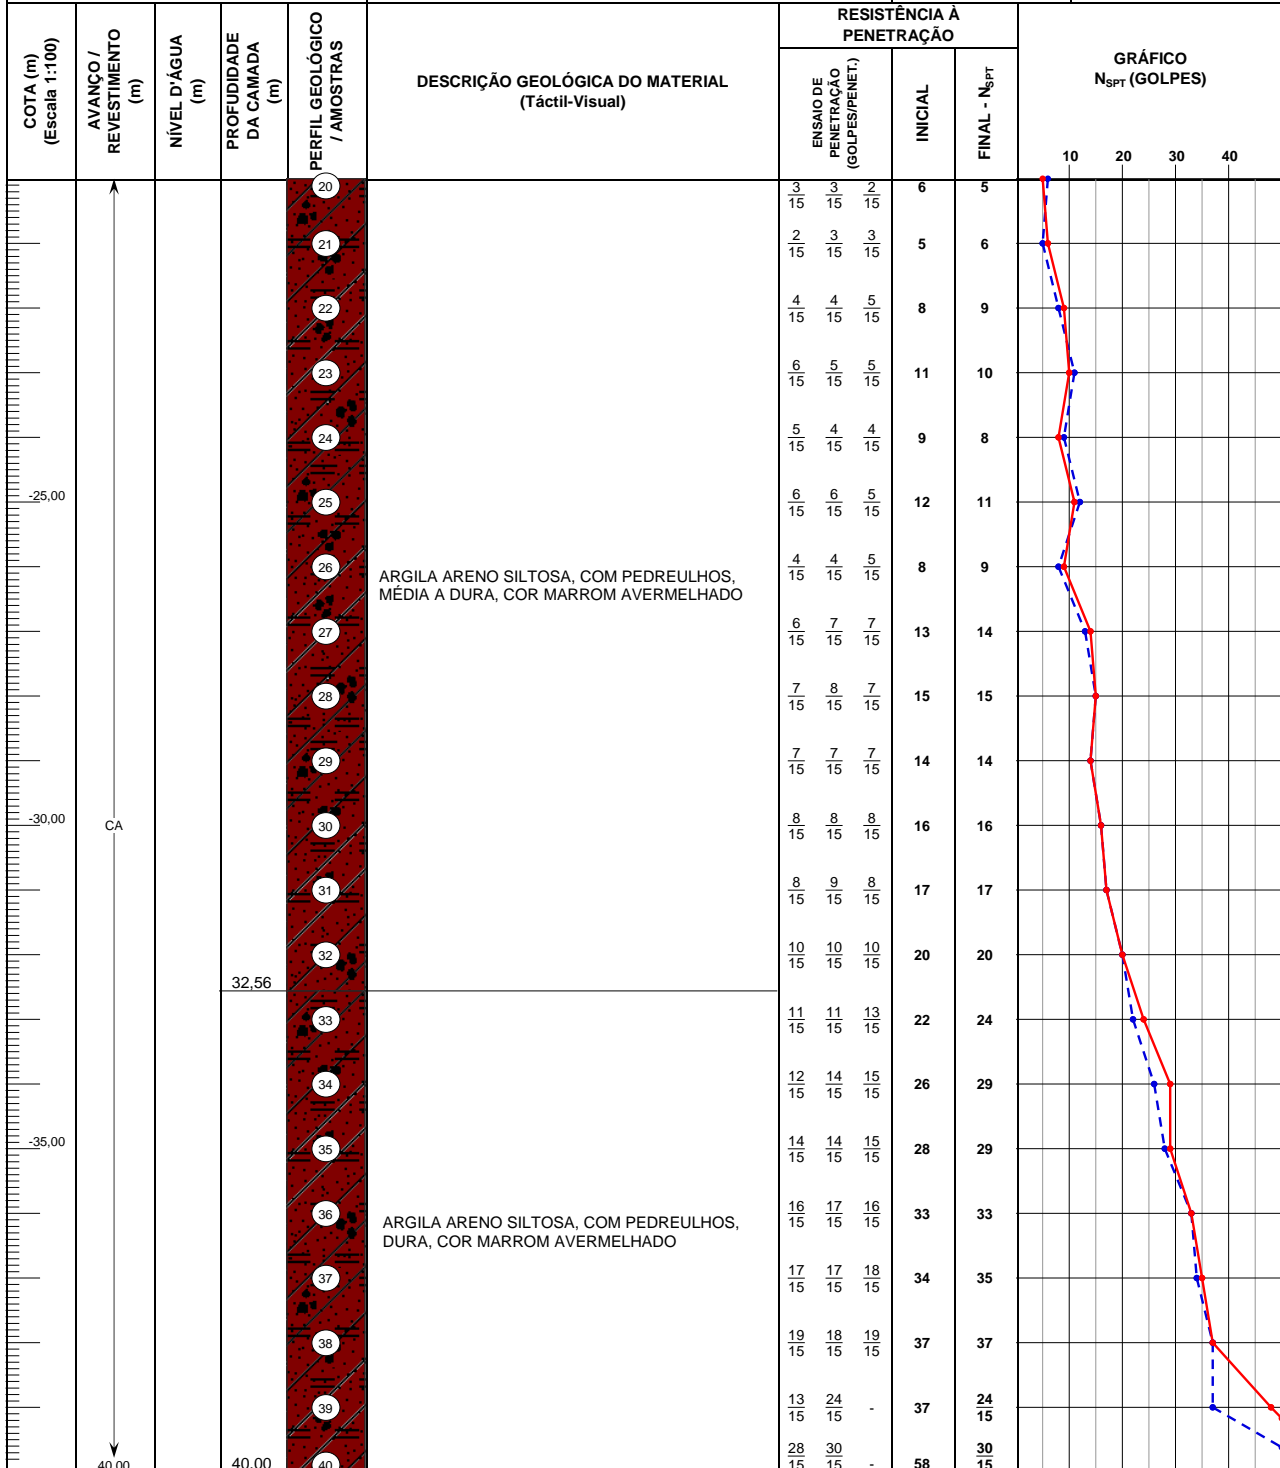 COTA (m)
(Escala 1:100)
AVANÇO /
REVESTIMENTO
(m)
NÍVEL D'ÁGUA
(m)
PROFUDIDADE
DA CAMADA
(m)
PERFIL GEOLÓGICO
/ AMOSTRAS
DESCRIÇÃO GEOLÓGICA DO MATERIAL
(Táctil-Visual)
RESISTÊNCIA À
PENETRAÇÃO
ENSAIO DE
PENETRAÇÃO
(GOLPES/PENET.)
INICIAL
FINAL - NSPT
GRÁFICO
NSPT (GOLPES)
10 20 30 40
20 3/15 3/15 2/15 6 5
21 2/15 3/15 3/15 5 6
22 4/15 4/15 5/15 8 9
23 6/15 5/15 5/15 11 10
24 5/15 4/15 4/15 9 8
-25,00 25 6/15 6/15 5/15 12 11
26 4/15 4/15 5/15 8 9
ARGILA ARENO SILTOSA, COM PEDREULHOS,
MÉDIA A DURA, COR MARROM AVERMELHADO
27 6/15 7/15 7/15 13 14
28 7/15 8/15 7/15 15 15
29 7/15 7/15 7/15 14 14
-30,00 CA 30 8/15 8/15 8/15 16 16
31 8/15 9/15 8/15 17 17
32 10/15 10/15 10/15 20 20
32,56
33 11/15 11/15 13/15 22 24
34 12/15 14/15 15/15 26 29
-35,00 35 14/15 14/15 15/15 28 29
36 16/15 17/15 16/15 33 33
ARGILA ARENO SILTOSA, COM PEDREULHOS,
DURA, COR MARROM AVERMELHADO
37 17/15 17/15 18/15 34 35
38 19/15 18/15 19/15 37 37
39 13/15 24/15 - 37 24/15
40,00 40,00 40 28/15 30/15 - 58 30/15